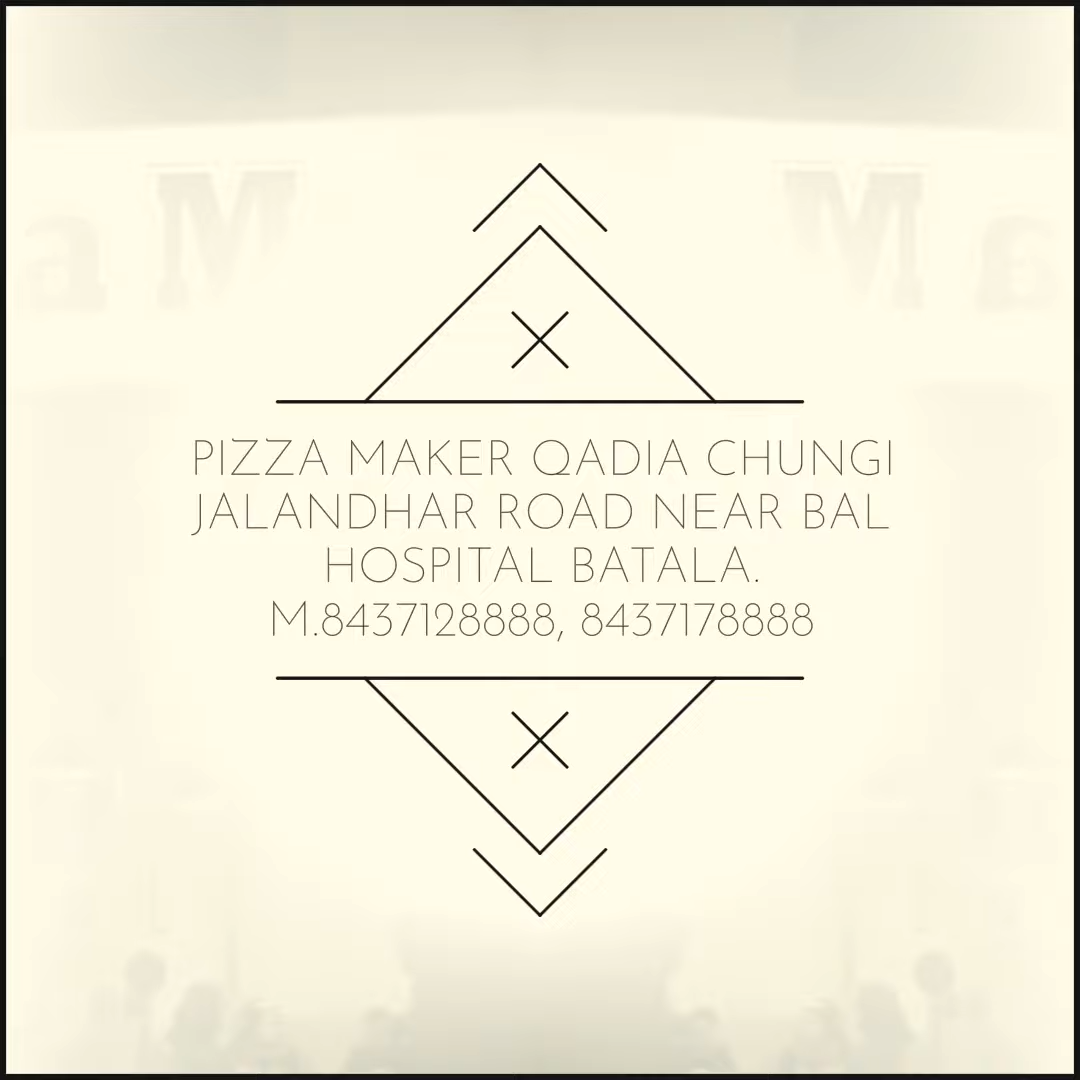 PIZZA MAKER QADIA CHUNGI
JALANDHAR ROAD NEAR BAL
HOSPITAL BATALA.
M.8437128888, 8437178888